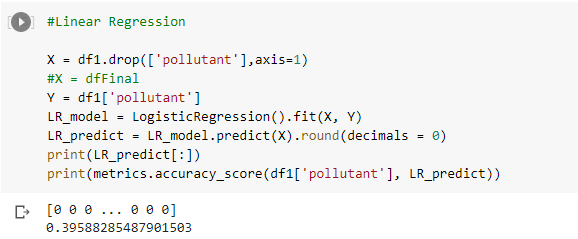 #Linear Regression
X = df1.drop(['pollutant'],axis=1)
#X = dfFinal
Y = df1['pollutant']
LR_model = LogisticRegression().fit(X, Y)
LR_predict = LR_model.predict(X).round(decimals = 0)
print(LR_predict[:])
print(metrics.accuracy_score(df1['pollutant'], LR_predict))
[0 0 0 ... 0 0 0]
0.39588285487901503